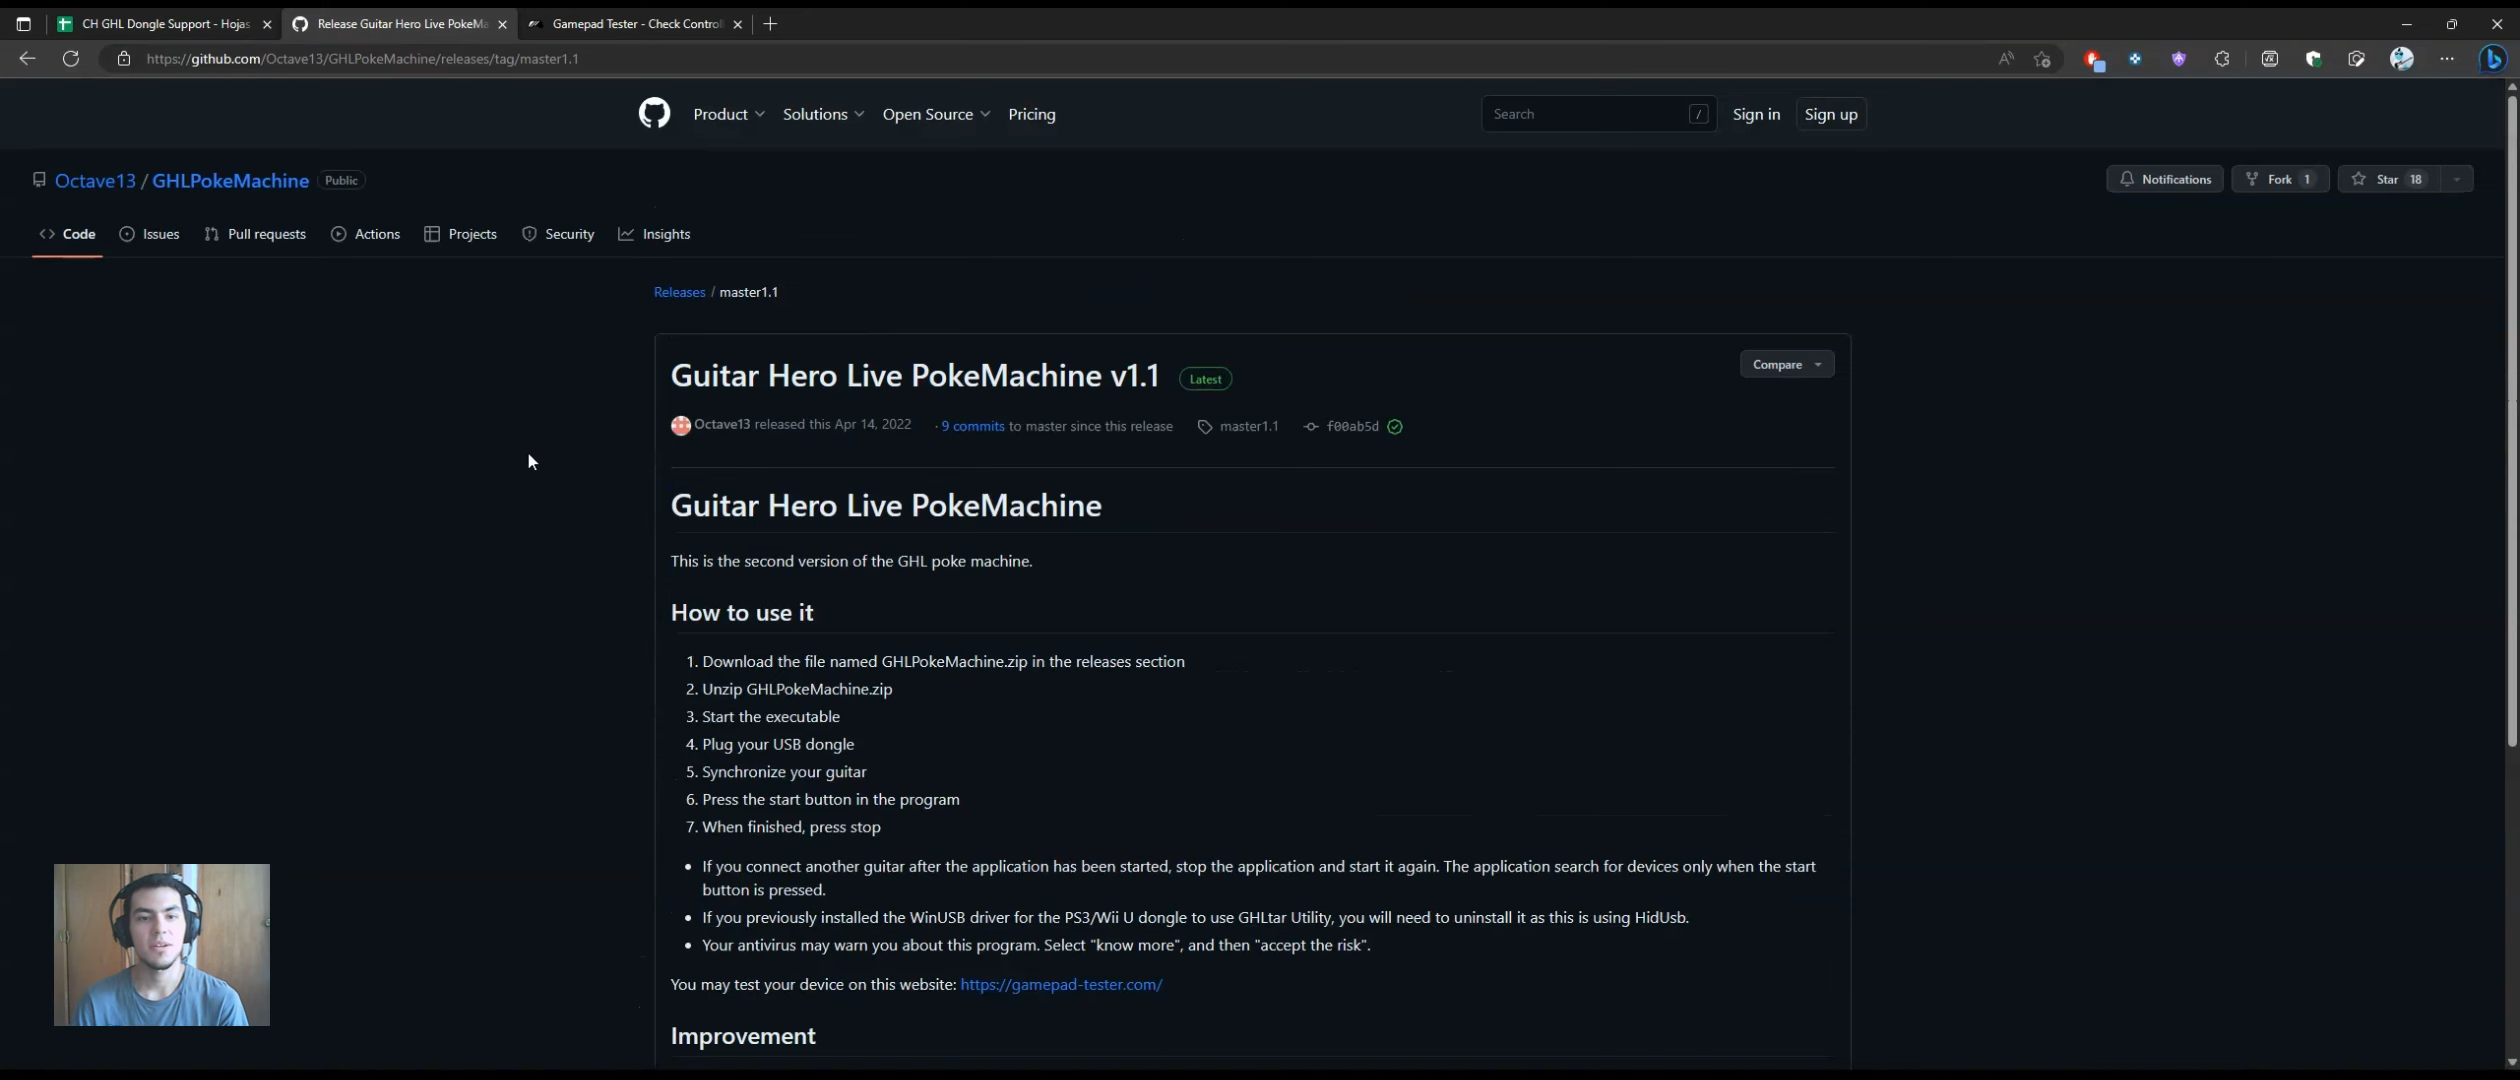 CH GHL Dongle Support - Hojas
Release Guitar Hero Live PokeMa
Gamepad Tester - Check Control
https://github.com/Octave13/GHLPokeMachine/releases/tag/master1.1
Product Solutions Open Source Pricing
Search / Sign in Sign up
Octave13 / GHLPokeMachine Public
Notifications Fork 1 Star 18
Code Issues Pull requests Actions Projects Security Insights
Releases / master1.1
Guitar Hero Live PokeMachine v1.1 Latest
Compare
Octave13 released this Apr 14, 2022 · 9 commits to master since this release master1.1 f00ab5d
Guitar Hero Live PokeMachine
This is the second version of the GHL poke machine.
How to use it
1. Download the file named GHLPokeMachine.zip in the releases section
2. Unzip GHLPokeMachine.zip
3. Start the executable
4. Plug your USB dongle
5. Synchronize your guitar
6. Press the start button in the program
7. When finished, press stop
• If you connect another guitar after the application has been started, stop the application and start it again. The application search for devices only when the start
button is pressed.
• If you previously installed the WinUSB driver for the PS3/Wii U dongle to use GHLtar Utility, you will need to uninstall it as this is using HidUsb.
• Your antivirus may warn you about this program. Select "know more", and then "accept the risk".
You may test your device on this website: https://gamepad-tester.com/
Improvement